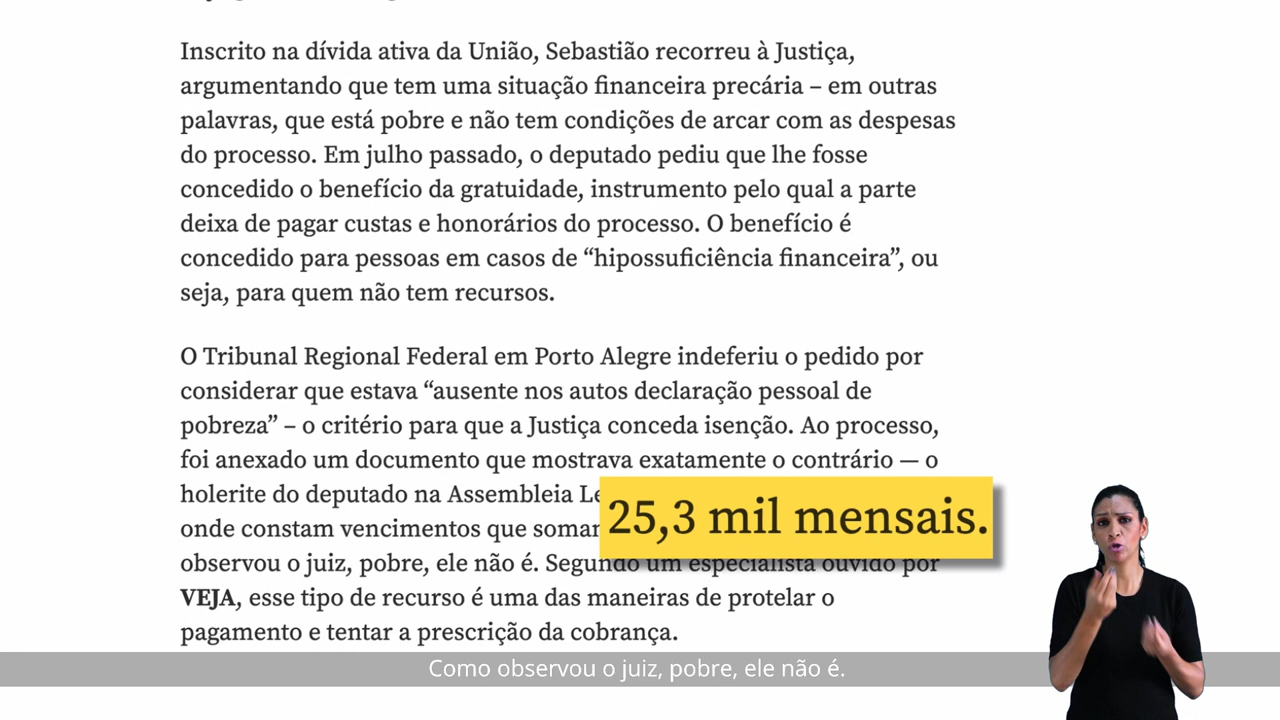 Inscrito na dívida ativa da União, Sebastião recorreu à Justiça,
argumentando que tem uma situação financeira precária – em outras
palavras, que está pobre e não tem condições de arcar com as despesas
do processo. Em julho passado, o deputado pediu que lhe fosse
concedido o benefício da gratuidade, instrumento pelo qual a parte
deixa de pagar custas e honorários do processo. O benefício é
concedido para pessoas em casos de “hipossuficiência financeira”, ou
seja, para quem não tem recursos.
O Tribunal Regional Federal em Porto Alegre indeferiu o pedido por
considerar que estava “ausente nos autos declaração pessoal de
pobreza” – o critério para que a Justiça conceda isenção. Ao processo,
foi anexado um documento que mostrava exatamente o contrário — o
holerite do deputado na Assembleia
onde constam vencimentos que 25,3 mil mensais.
observou o juiz, pobre, ele não é. Segundo um especialista ouvido por
VEJA, esse tipo de recurso é uma das maneiras de protelar o
pagamento e tentar a prescrição da cobrança.
Como observou o juiz, pobre, ele não é.